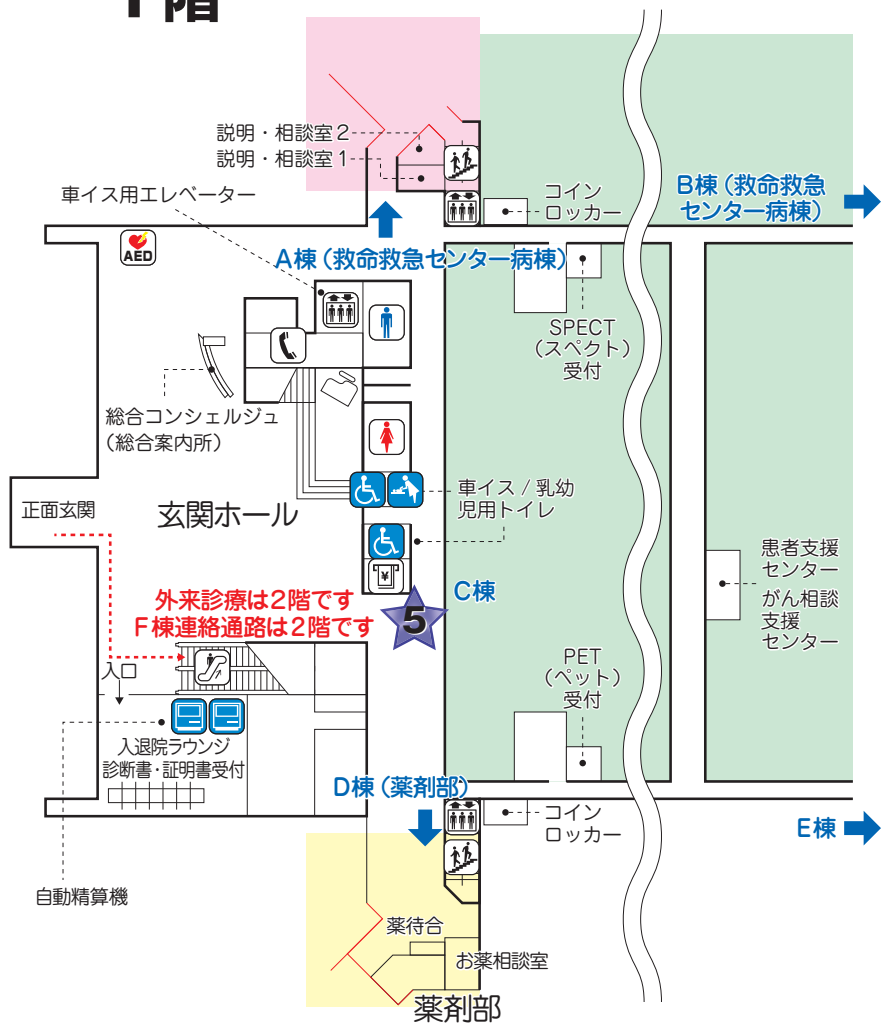 1階
説明・相談室2
説明・相談室1
車イス用エレベーター
コイン
ロッカー
B棟(救命救急
センター病棟)
AED
A棟(救命救急センター病棟)
SPECT
(スペクト)
受付
総合コンシェルジュ
(総合案内所)
正面玄関
玄関ホール
車イス/乳幼
児用トイレ
¥
患者支援
センター
がん相談
支援
センター
C棟
外来診療は2階です
F棟連絡通路は2階です
5
PET
(ペット)
受付
入口
入退院ラウンジ
診断書・証明書受付
D棟(薬剤部)
コイン
ロッカー
E棟
自動精算機
薬待合
お薬相談室
薬剤部